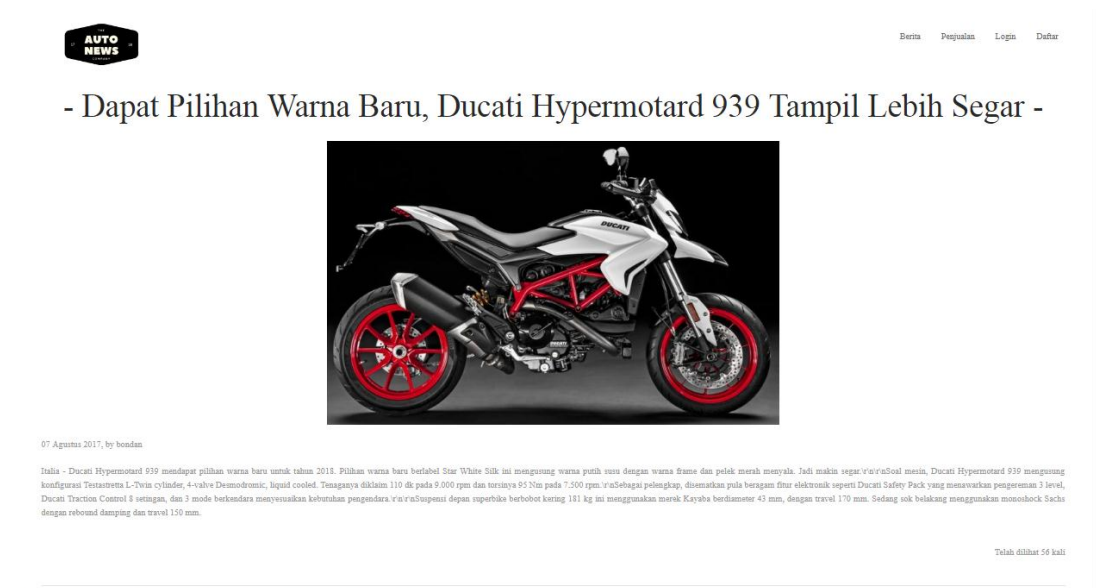 THE
AUTO
17 18
NEWS
COMPANY
Berita Penjualan Login Daftar
- Dapat Pilihan Warna Baru, Ducati Hypermotard 939 Tampil Lebih Segar -
DUCATI
07 Agustus 2017, by bondan
Italia - Ducati Hypermotard 939 mendapat pilihan warna baru untuk tahun 2018. Pilihan warna baru berlabel Star White Silk ini mengusung warna putih susu dengan warna frame dan pelek merah menyala. Jadi makin segar.\r\n\r\nSoal mesin, Ducati Hypermotard 939 mengusung
konfigurasi Testastretta L-Twin cylinder, 4-valve Desmodromic, liquid cooled. Tenaganya diklaim 110 dk pada 9.000 rpm dan torsinya 95 Nm pada 7.500 rpm.\r\nSebagai pelengkap, disematkan pula beragam fitur elektronik seperti Ducati Safety Pack yang menawarkan pengereman 3 level,
Ducati Traction Control 8 setingan, dan 3 mode berkendara menyesuaikan kebutuhan pengendara.\r\n\r\nSuspensi depan superbike berbobot kering 181 kg ini menggunakan merek Kayaba berdiameter 43 mm, dengan travel 170 mm. Sedang sok belakang menggunakan monoshock Sachs
dengan rebound damping dan travel 150 mm.
Telah dilihat 56 kali